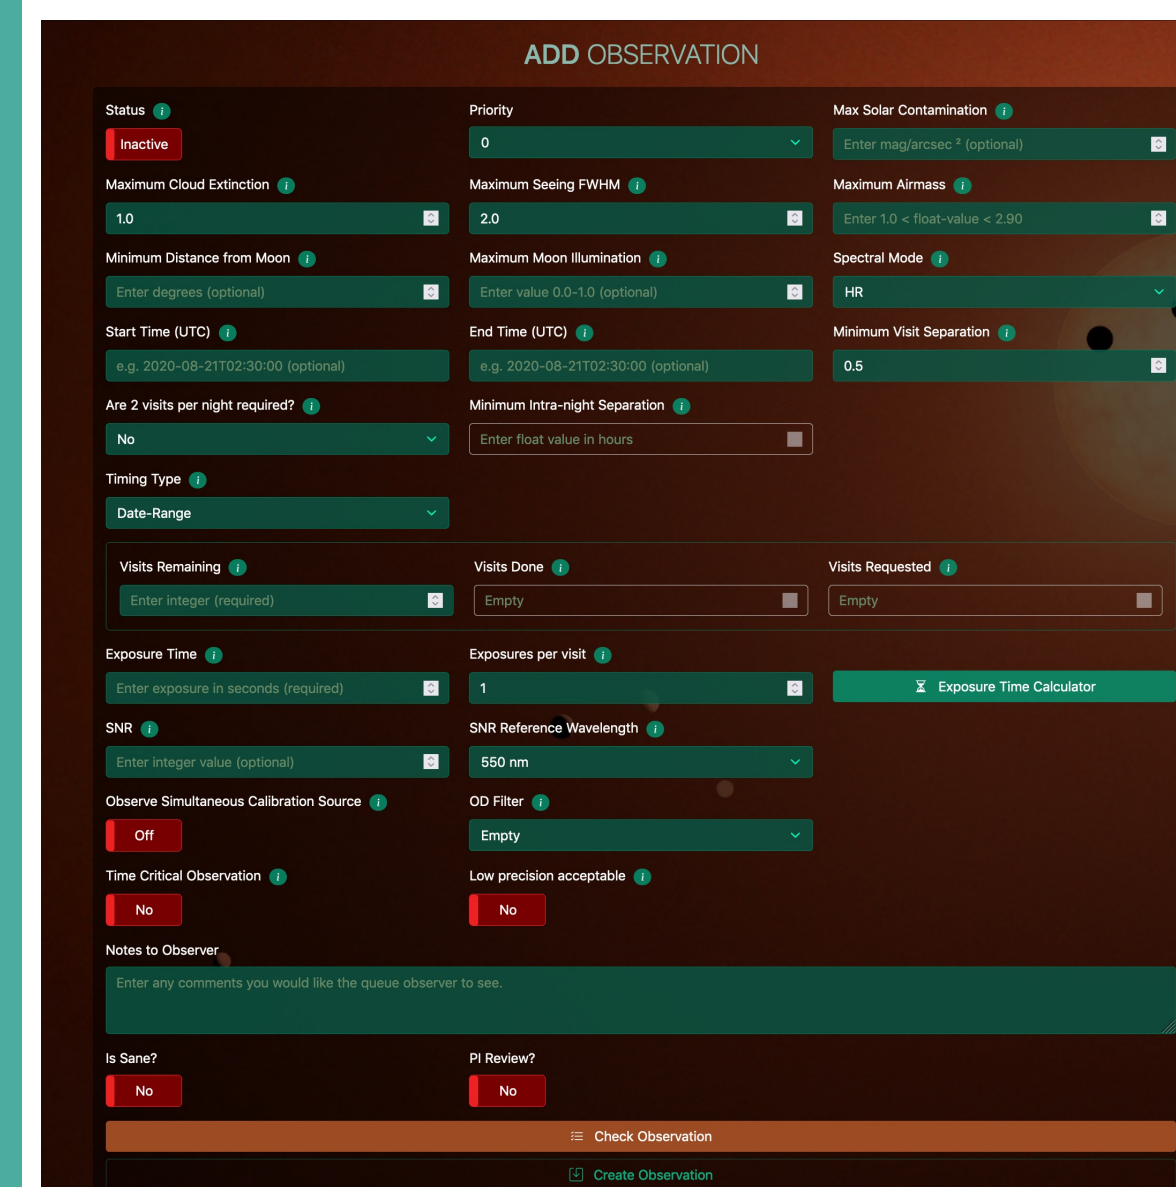 ADD OBSERVATION
Status i Priority Max Solar Contamination i
Inactive 0 Enter mag/arcsec ² (optional)
Maximum Cloud Extinction i Maximum Seeing FWHM i Maximum Airmass i
1.0 2.0 Enter 1.0 < float-value < 2.90
Minimum Distance from Moon i Maximum Moon Illumination i Spectral Mode i
Enter degrees (optional) Enter value 0.0-1.0 (optional) HR
Start Time (UTC) i End Time (UTC) i Minimum Visit Separation i
e.g. 2020-08-21T02:30:00 (optional) e.g. 2020-08-21T02:30:00 (optional) 0.5
Are 2 visits per night required? i Minimum Intra-night Separation i
No Enter float value in hours
Timing Type i
Date-Range
Visits Remaining i Visits Done i Visits Requested i
Enter integer (required) Empty Empty
Exposure Time i Exposures per visit i
Enter exposure in seconds (required) 1 Exposure Time Calculator
SNR i SNR Reference Wavelength i
Enter integer value (optional) 550 nm
Observe Simultaneous Calibration Source i OD Filter i
Off Empty
Time Critical Observation i Low precision acceptable i
No No
Notes to Observer
Enter any comments you would like the queue observer to see.
Is Sane? PI Review?
No No
Check Observation
Create Observation